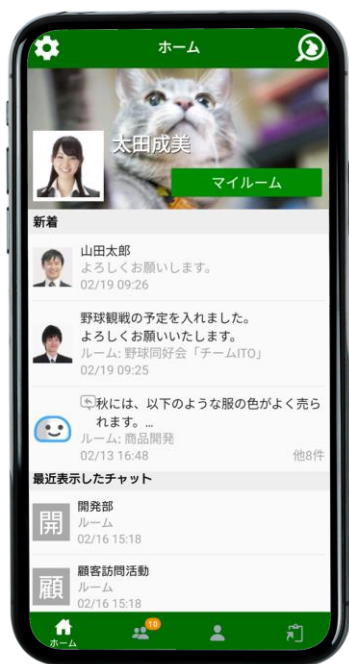 ホーム
太田成美
マイルーム
新着
山田太郎
よろしくお願いします。
02/19 09:26
野球観戦の予定を入れました。
よろしくお願いいたします。
ルーム: 野球同好会「チームITO」
02/19 09:25
秋には、以下のような服の色がよく売ら
れます。...
ルーム: 商品開発
02/13 16:48 他8件
最近表示したチャット
開 開発部
ルーム
02/16 15:18
顧 顧客訪問活動
ルーム
02/16 15:18
10
ホーム